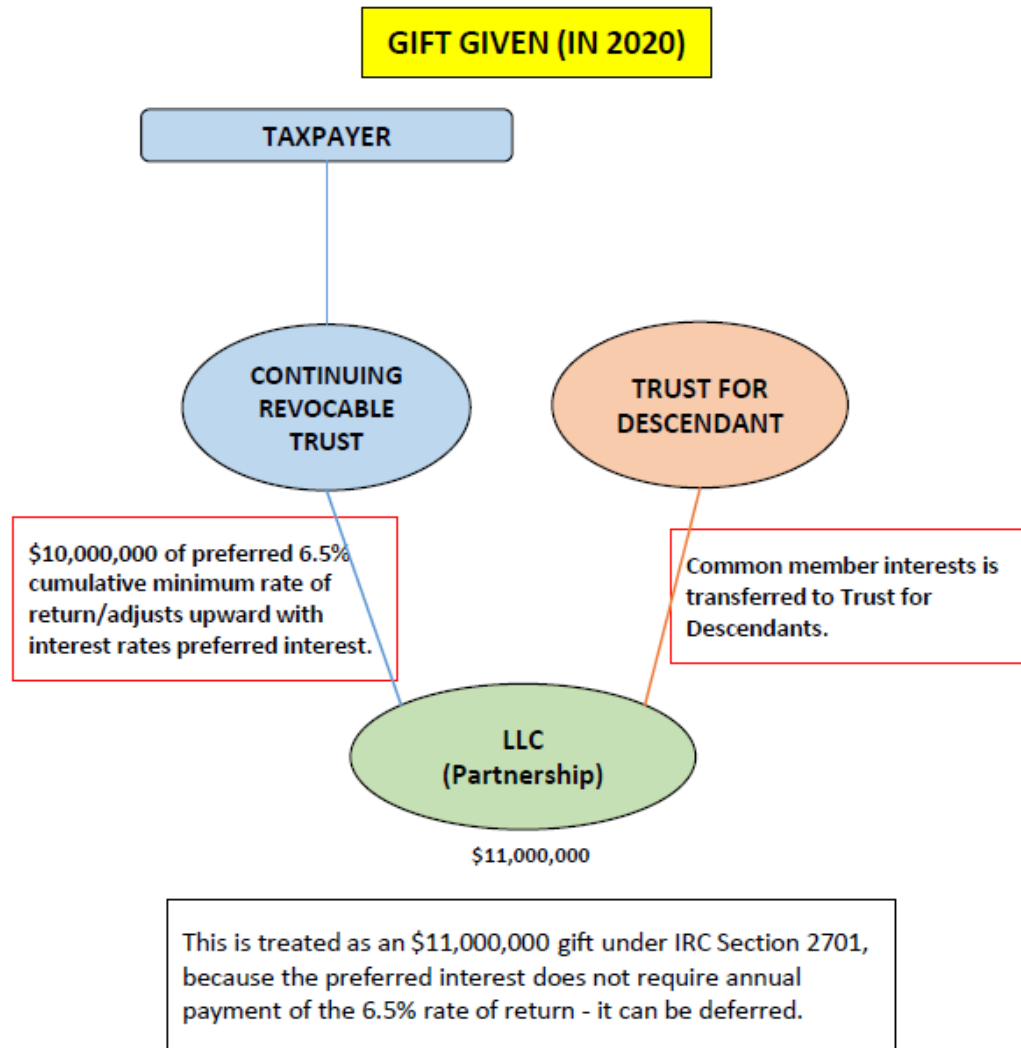 GIFT GIVEN (IN 2020)
TAXPAYER
CONTINUING
REVOCABLE
TRUST
TRUST FOR
DESCENDANT
$10,000,000 of preferred 6.5%
cumulative minimum rate of
return/adjusts upward with
interest rates preferred interest.
Common member interests is
transferred to Trust for
Descendants.
LLC
(Partnership)
$11,000,000
This is treated as an $11,000,000 gift under IRC Section 2701,
because the preferred interest does not require annual
payment of the 6.5% rate of return - it can be deferred.